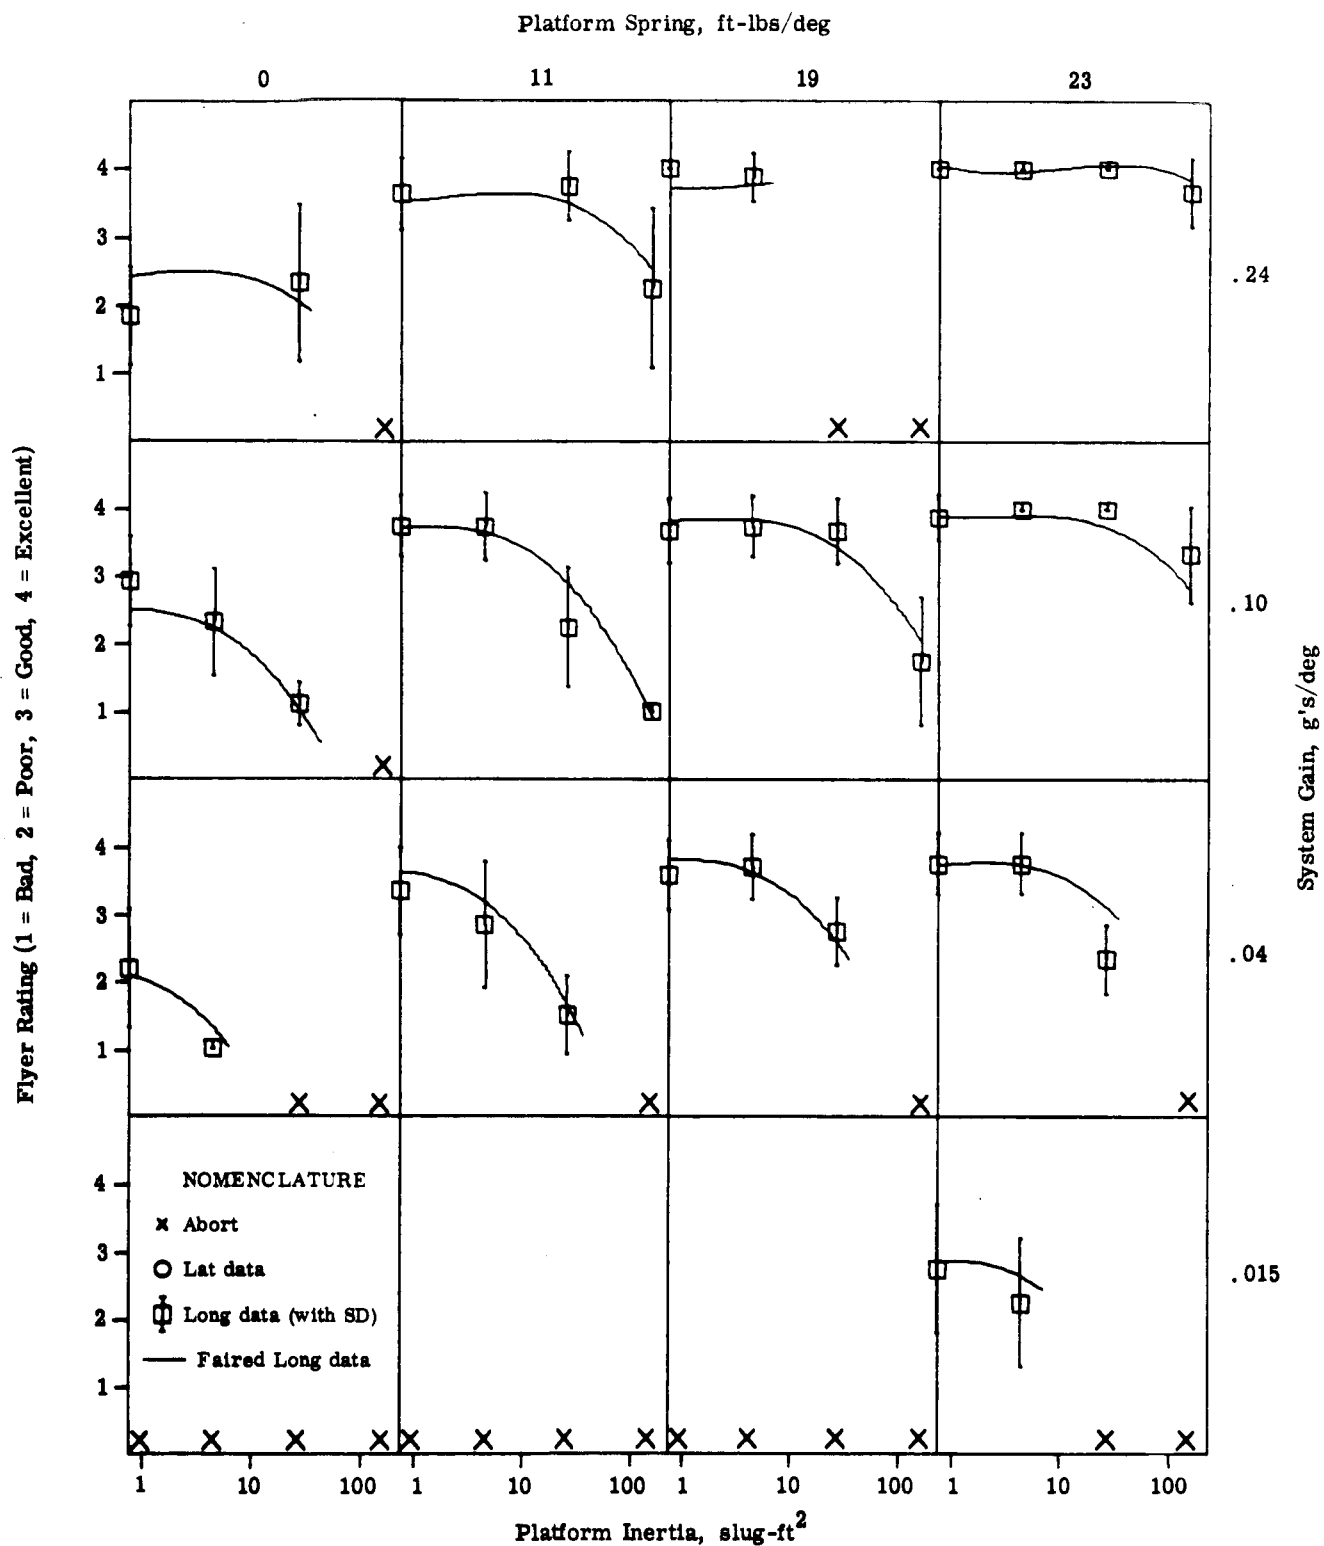 Platform Spring, ft-lbs/deg
0 11 19 23
4
3
2
1
.24
4
3
2
1
.10
4
3
2
1
.04
4
3
2
1
.015
NOMENCLATURE
x Abort
Lat data
Long data (with SD)
Faired Long data
1 10 100 1 10 100 1 10 100 1 10 100
Platform Inertia, slug-ft²
Flyer Rating (1 = Bad, 2 = Poor, 3 = Good, 4 = Excellent)
System Gain, g's/deg